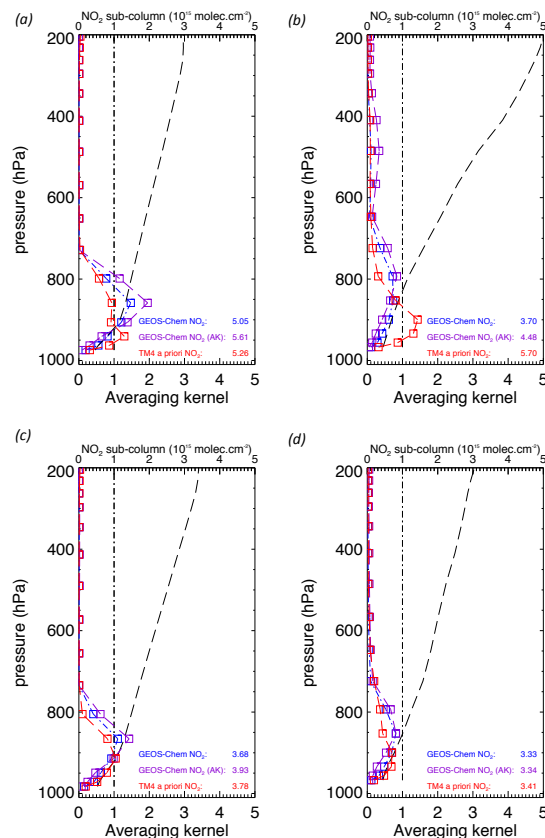 (a)
NO₂ sub-column (10¹⁵ molec.cm⁻²)
0 1 2 3 4 5
200
400
600
800
1000
pressure (hPa)
GEOS-Chem NO₂: 5.05
GEOS-Chem NO₂ (AK): 5.61
TM4 a priori NO₂: 5.26
0 1 2 3 4 5
Averaging kernel
(b)
NO₂ sub-column (10¹⁵ molec.cm⁻²)
0 1 2 3 4 5
200
400
600
800
1000
pressure (hPa)
GEOS-Chem NO₂: 3.70
GEOS-Chem NO₂ (AK): 4.48
TM4 a priori NO₂: 5.70
0 1 2 3 4 5
Averaging kernel
(c)
NO₂ sub-column (10¹⁵ molec.cm⁻²)
0 1 2 3 4 5
200
400
600
800
1000
pressure (hPa)
GEOS-Chem NO₂: 3.68
GEOS-Chem NO₂ (AK): 3.93
TM4 a priori NO₂: 3.78
0 1 2 3 4 5
Averaging kernel
(d)
NO₂ sub-column (10¹⁵ molec.cm⁻²)
0 1 2 3 4 5
200
400
600
800
1000
pressure (hPa)
GEOS-Chem NO₂: 3.33
GEOS-Chem NO₂ (AK): 3.34
TM4 a priori NO₂: 3.41
0 1 2 3 4 5
Averaging kernel